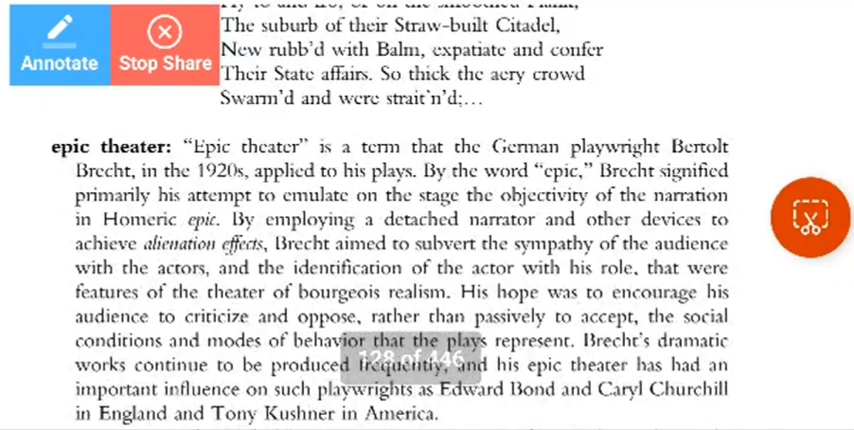 The suburb of their Straw-built Citadel,
New rubb'd with Balm, expatiate and confer
Annotate
Stop Share
Their State affairs. So thick the aery crowd
Swarm'd and were strait'n'd;...
epic theater: “Epic theater” is a term that the German playwright Bertolt
Brecht, in the 1920s, applied to his plays. By the word “epic,” Brecht signified
primarily his attempt to emulate on the stage the objectivity of the narration
in Homeric epic. By employing a detached narrator and other devices to
achieve alienation effects, Brecht aimed to subvert the sympathy of the audience
with the actors, and the identification of the actor with his role, that were
features of the theater of bourgeois realism. His hope was to encourage his
audience to criticize and oppose, rather than passively to accept, the social
conditions and modes of behavior that the plays represent. Brecht's dramatic
works continue to be produced frequently, and his epic theater has had an
128 of 446
important influence on such playwrights as Edward Bond and Caryl Churchill
in England and Tony Kushner in America.